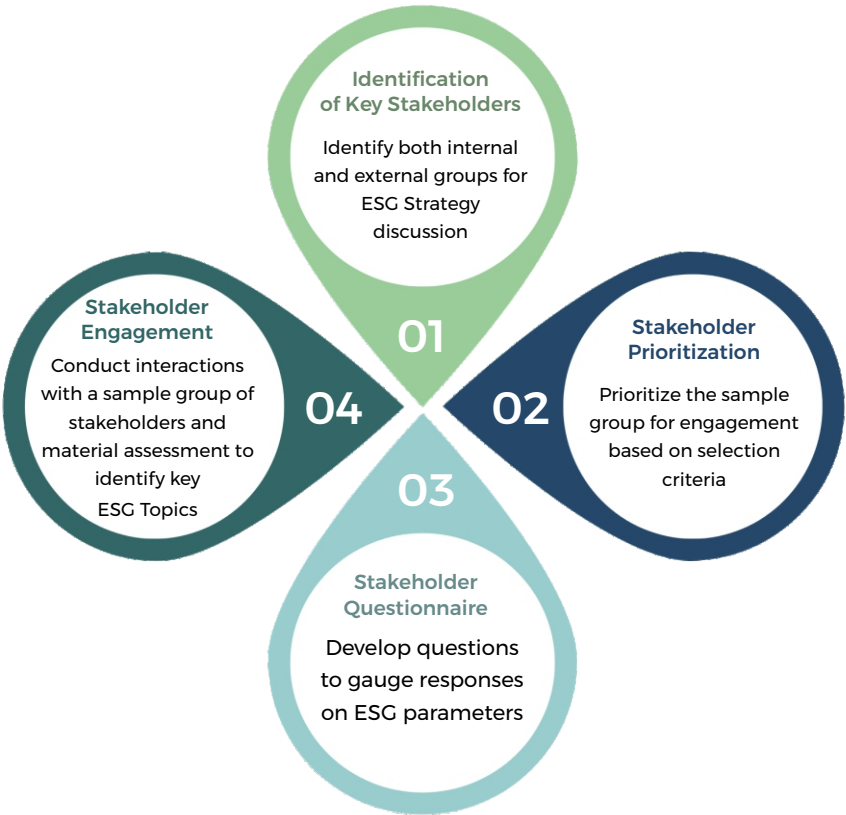 Identification
of Key Stakeholders
Identify both internal
and external groups for
ESG Strategy
discussion
01
Stakeholder
Prioritization
Prioritize the sample
group for engagement
based on selection
criteria
02
03
Stakeholder
Questionnaire
Develop questions
to gauge responses
on ESG parameters
Stakeholder
Engagement
Conduct interactions
with a sample group of
stakeholders and
material assessment to
identify key
ESG Topics
04